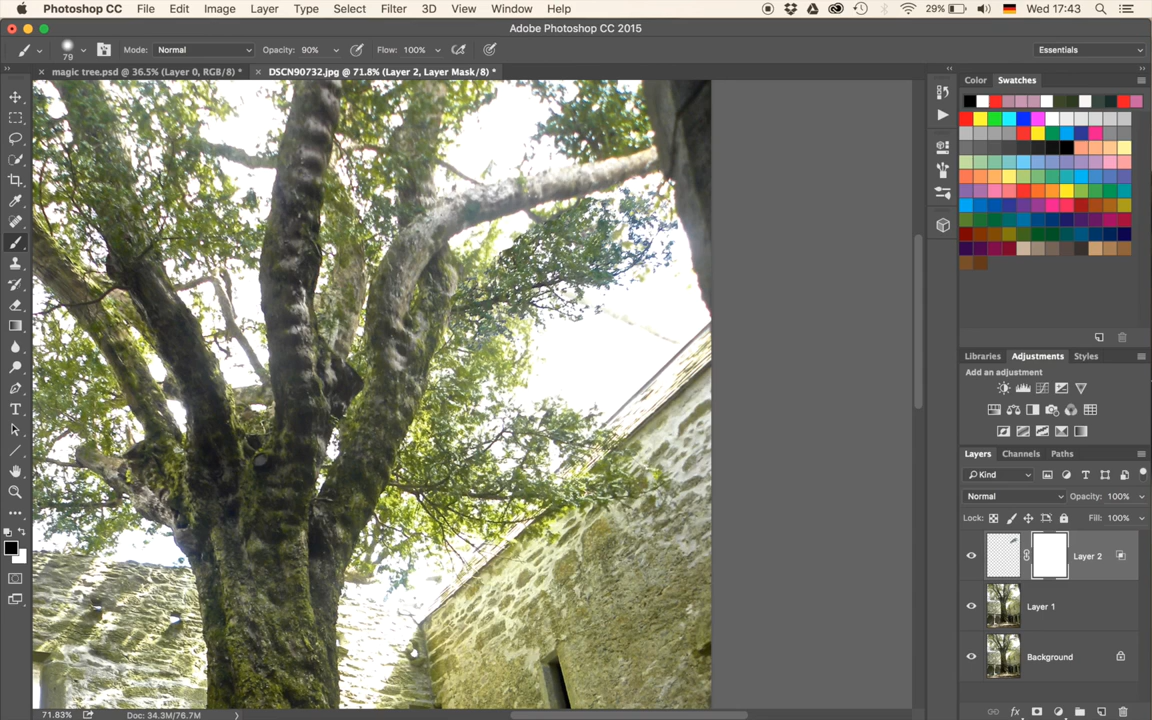 Photoshop CC File Edit Image Layer Type Select Filter 3D View Window Help 29% Wed 17:43
Adobe Photoshop CC 2015
79 Mode: Normal Opacity: 90% Flow: 100% Essentials
magic tree.psd @ 36.5% (Layer 0, RGB/8) * DSCN90732.jpg @ 71.8% (Layer 2, Layer Mask/8) *
Color Swatches
Libraries Adjustments Styles
Add an adjustment
Layers Channels Paths
Kind
Normal Opacity: 100%
Lock: Fill: 100%
Layer 2
Layer 1
Background
71.83% Doc: 34.3M/76.7M